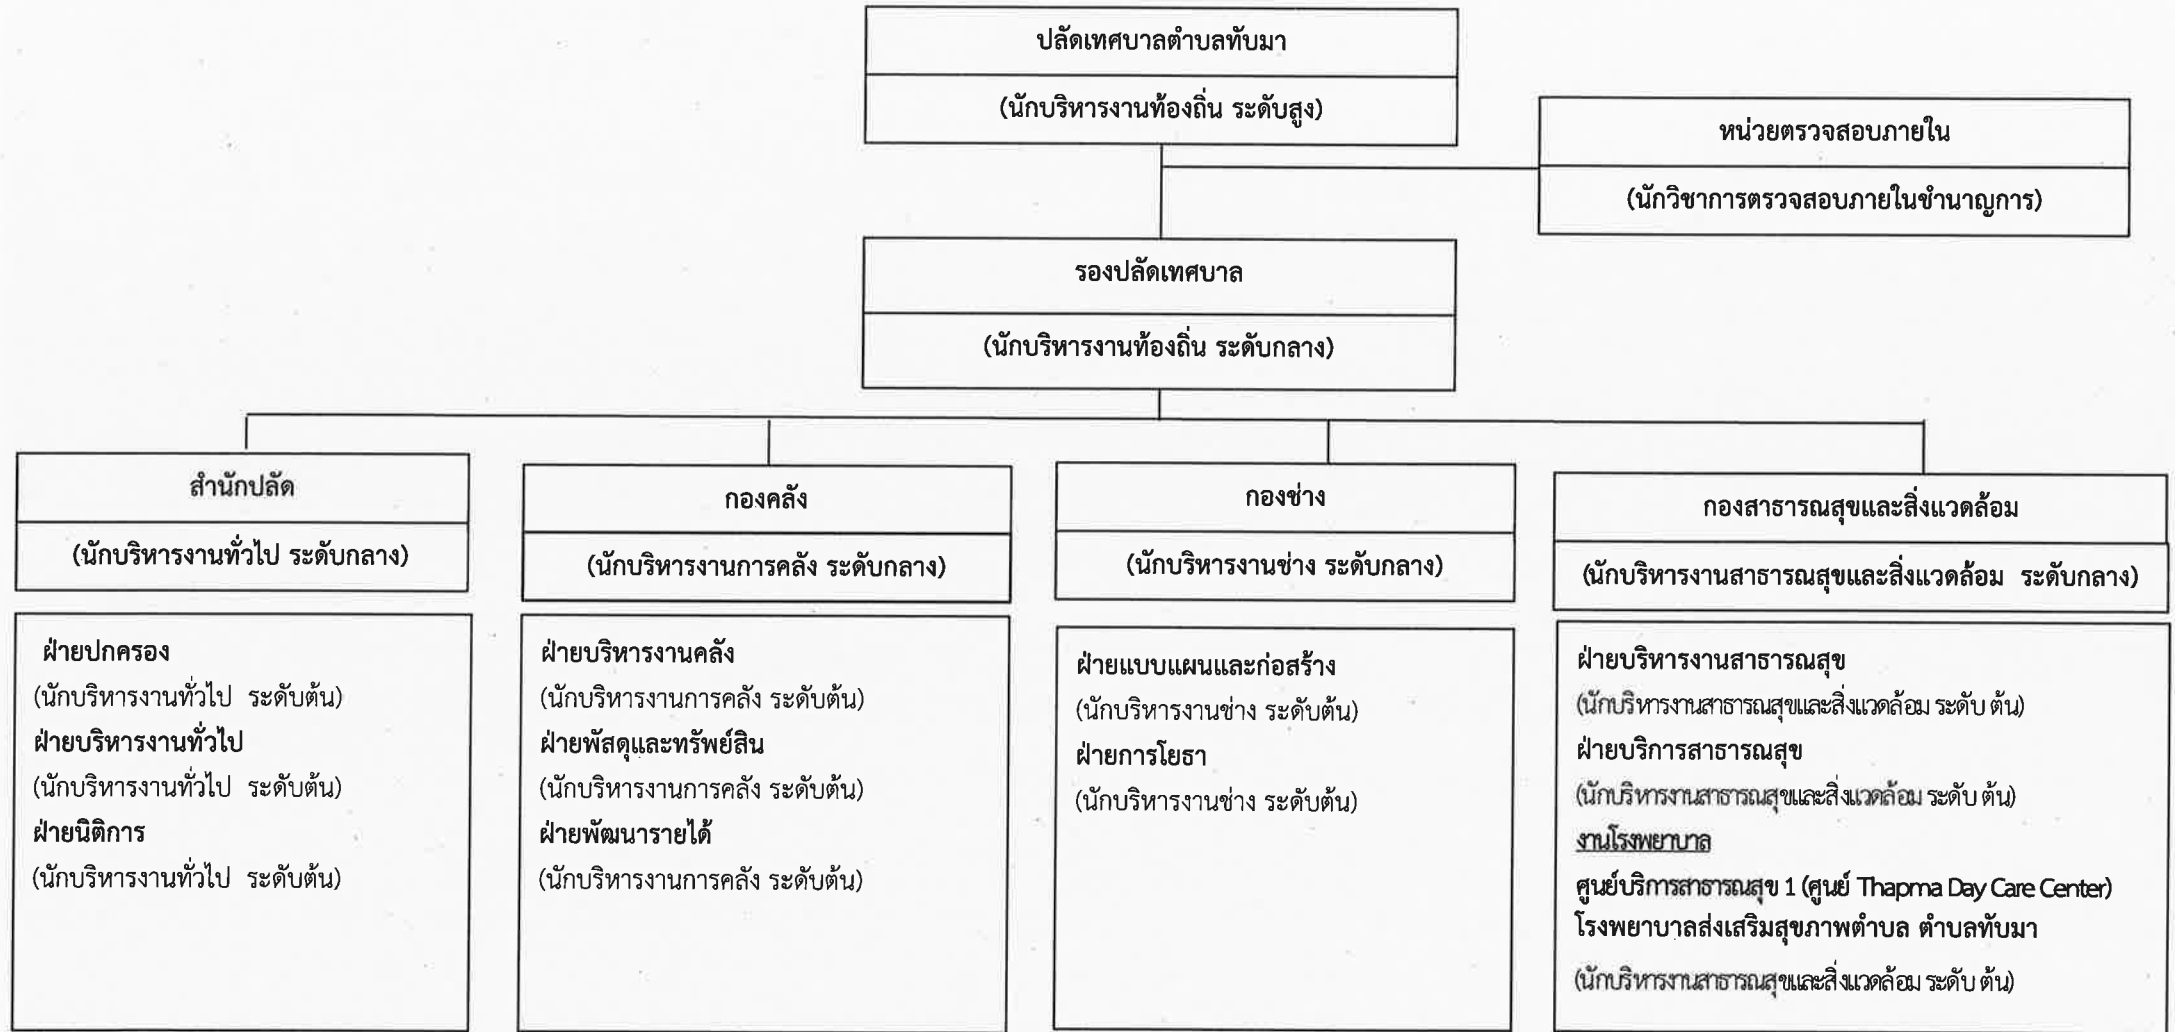 ปลัดเทศบาลตำบลทับมา
(นักบริหารงานท้องถิ่น ระดับสูง)
หน่วยตรวจสอบภายใน
(นักวิชาการตรวจสอบภายในชำนาญการ)
รองปลัดเทศบาล
(นักบริหารงานท้องถิ่น ระดับกลาง)
สำนักปลัด
(นักบริหารงานทั่วไป ระดับกลาง)
ฝ่ายปกครอง
(นักบริหารงานทั่วไป ระดับต้น)
ฝ่ายบริหารงานทั่วไป
(นักบริหารงานทั่วไป ระดับต้น)
ฝ่ายนิติการ
(นักบริหารงานทั่วไป ระดับต้น)
กองคลัง
(นักบริหารงานการคลัง ระดับกลาง)
ฝ่ายบริหารงานคลัง
(นักบริหารงานการคลัง ระดับต้น)
ฝ่ายพัสดุและทรัพย์สิน
(นักบริหารงานการคลัง ระดับต้น)
ฝ่ายพัฒนารายได้
(นักบริหารงานการคลัง ระดับต้น)
กองช่าง
(นักบริหารงานช่าง ระดับกลาง)
ฝ่ายแบบแผนและก่อสร้าง
(นักบริหารงานช่าง ระดับต้น)
ฝ่ายการโยธา
(นักบริหารงานช่าง ระดับต้น)
กองสาธารณสุขและสิ่งแวดล้อม
(นักบริหารงานสาธารณสุขและสิ่งแวดล้อม ระดับกลาง)
ฝ่ายบริหารงานสาธารณสุข
(นักบริหารงานสาธารณสุขและสิ่งแวดล้อม ระดับ ต้น)
ฝ่ายบริการสาธารณสุข
(นักบริหารงานสาธารณสุขและสิ่งแวดล้อม ระดับ ต้น)
งานโรงพยาบาล
ศูนย์บริการสาธารณสุข 1 (ศูนย์ Thapma Day Care Center)
โรงพยาบาลส่งเสริมสุขภาพตำบล ตำบลทับมา
(นักบริหารงานสาธารณสุขและสิ่งแวดล้อม ระดับ ต้น)